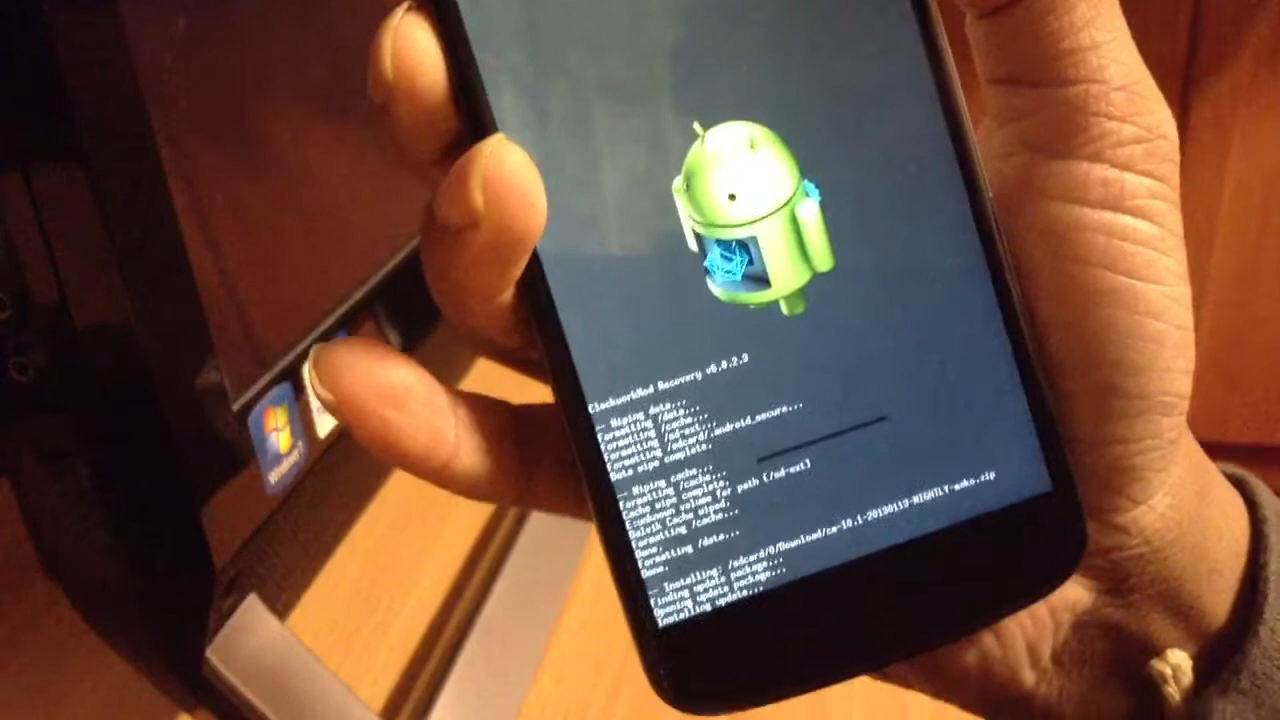 ClockworkMod Recovery v6.0.2.3
-- Wiping data...
Formatting /data...
Formatting /cache...
Formatting /sd-ext...
Formatting /sdcard/.android_secure...
Data wipe complete.
-- Wiping cache...
Formatting /cache...
Cache wipe complete.
E:unknown volume for path [/sd-ext]
Dalvik Cache wiped.
Formatting /cache...
Done.
Formatting /data...
Done.
-- Installing: /sdcard/0/Download/cm-10.1-20130113-NIGHTLY-mako.zip
Finding update package...
Opening update package...
Installing update...
Windows 7